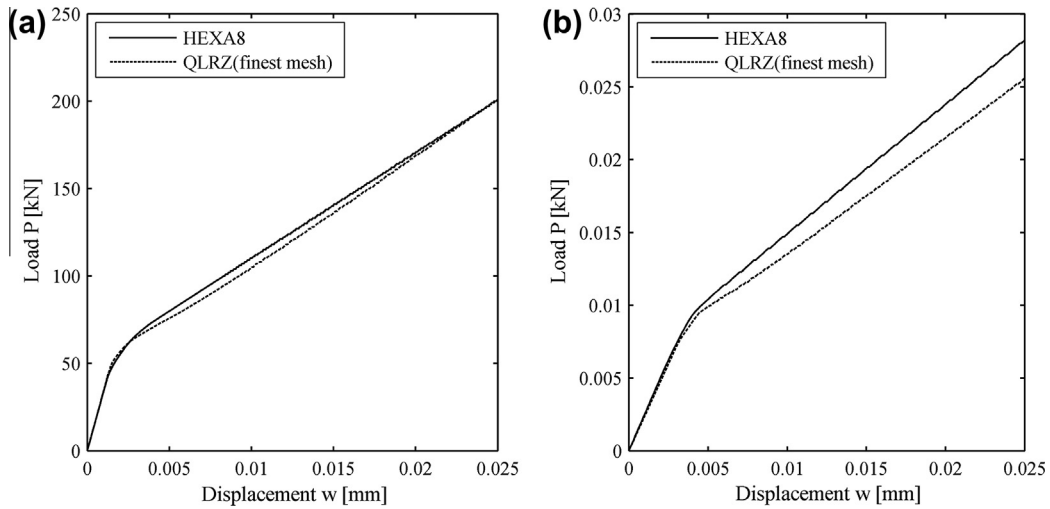 (a)
HEXA8
QLRZ(finest mesh)
250
200
150
100
50
0
Load P [kN]
0 0.005 0.01 0.015 0.02 0.025
Displacement w [mm]
(b)
HEXA8
QLRZ(finest mesh)
0.03
0.025
0.02
0.015
0.01
0.005
0
Load P [kN]
0 0.005 0.01 0.015 0.02 0.025
Displacement w [mm]